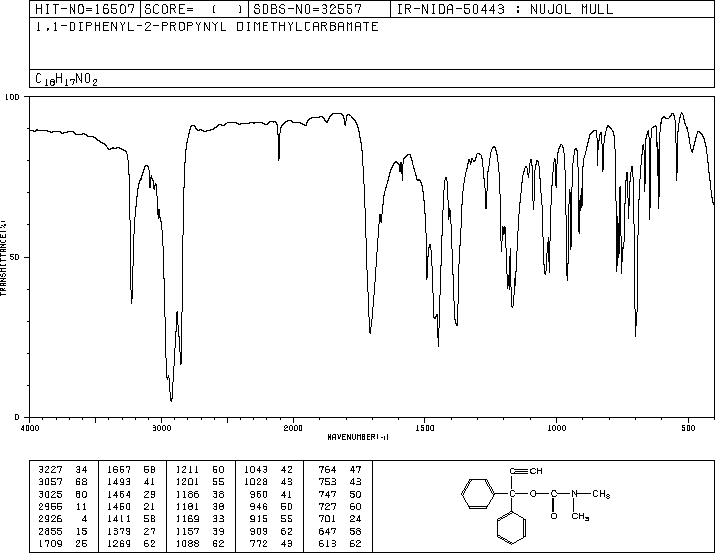 HIT-NO=16507 SCORE= ( ) SDBS-NO=32557 IR-NIDA-50443 : NUJOL MULL
1,1-DIPHENYL-2-PROPYNYL DIMETHYLCARBAMATE
C18H17NO2
100
50
0
TRANSMITTANCE(%)
4000 3000 2000 1500 1000 500
WAVENUMBER(-1)
3227 34 1667 58 1211 60 1043 42 764 47
3057 68 1493 41 1201 55 1028 43 753 43
3025 60 1464 29 1186 38 960 41 747 50
2955 11 1450 21 1181 38 946 50 727 60
2926 4 1411 58 1169 33 915 55 701 24
2855 15 1379 27 1157 39 909 62 647 58
1709 25 1269 62 1088 62 772 43 613 62
C CH
C O C N CH3
O CH3